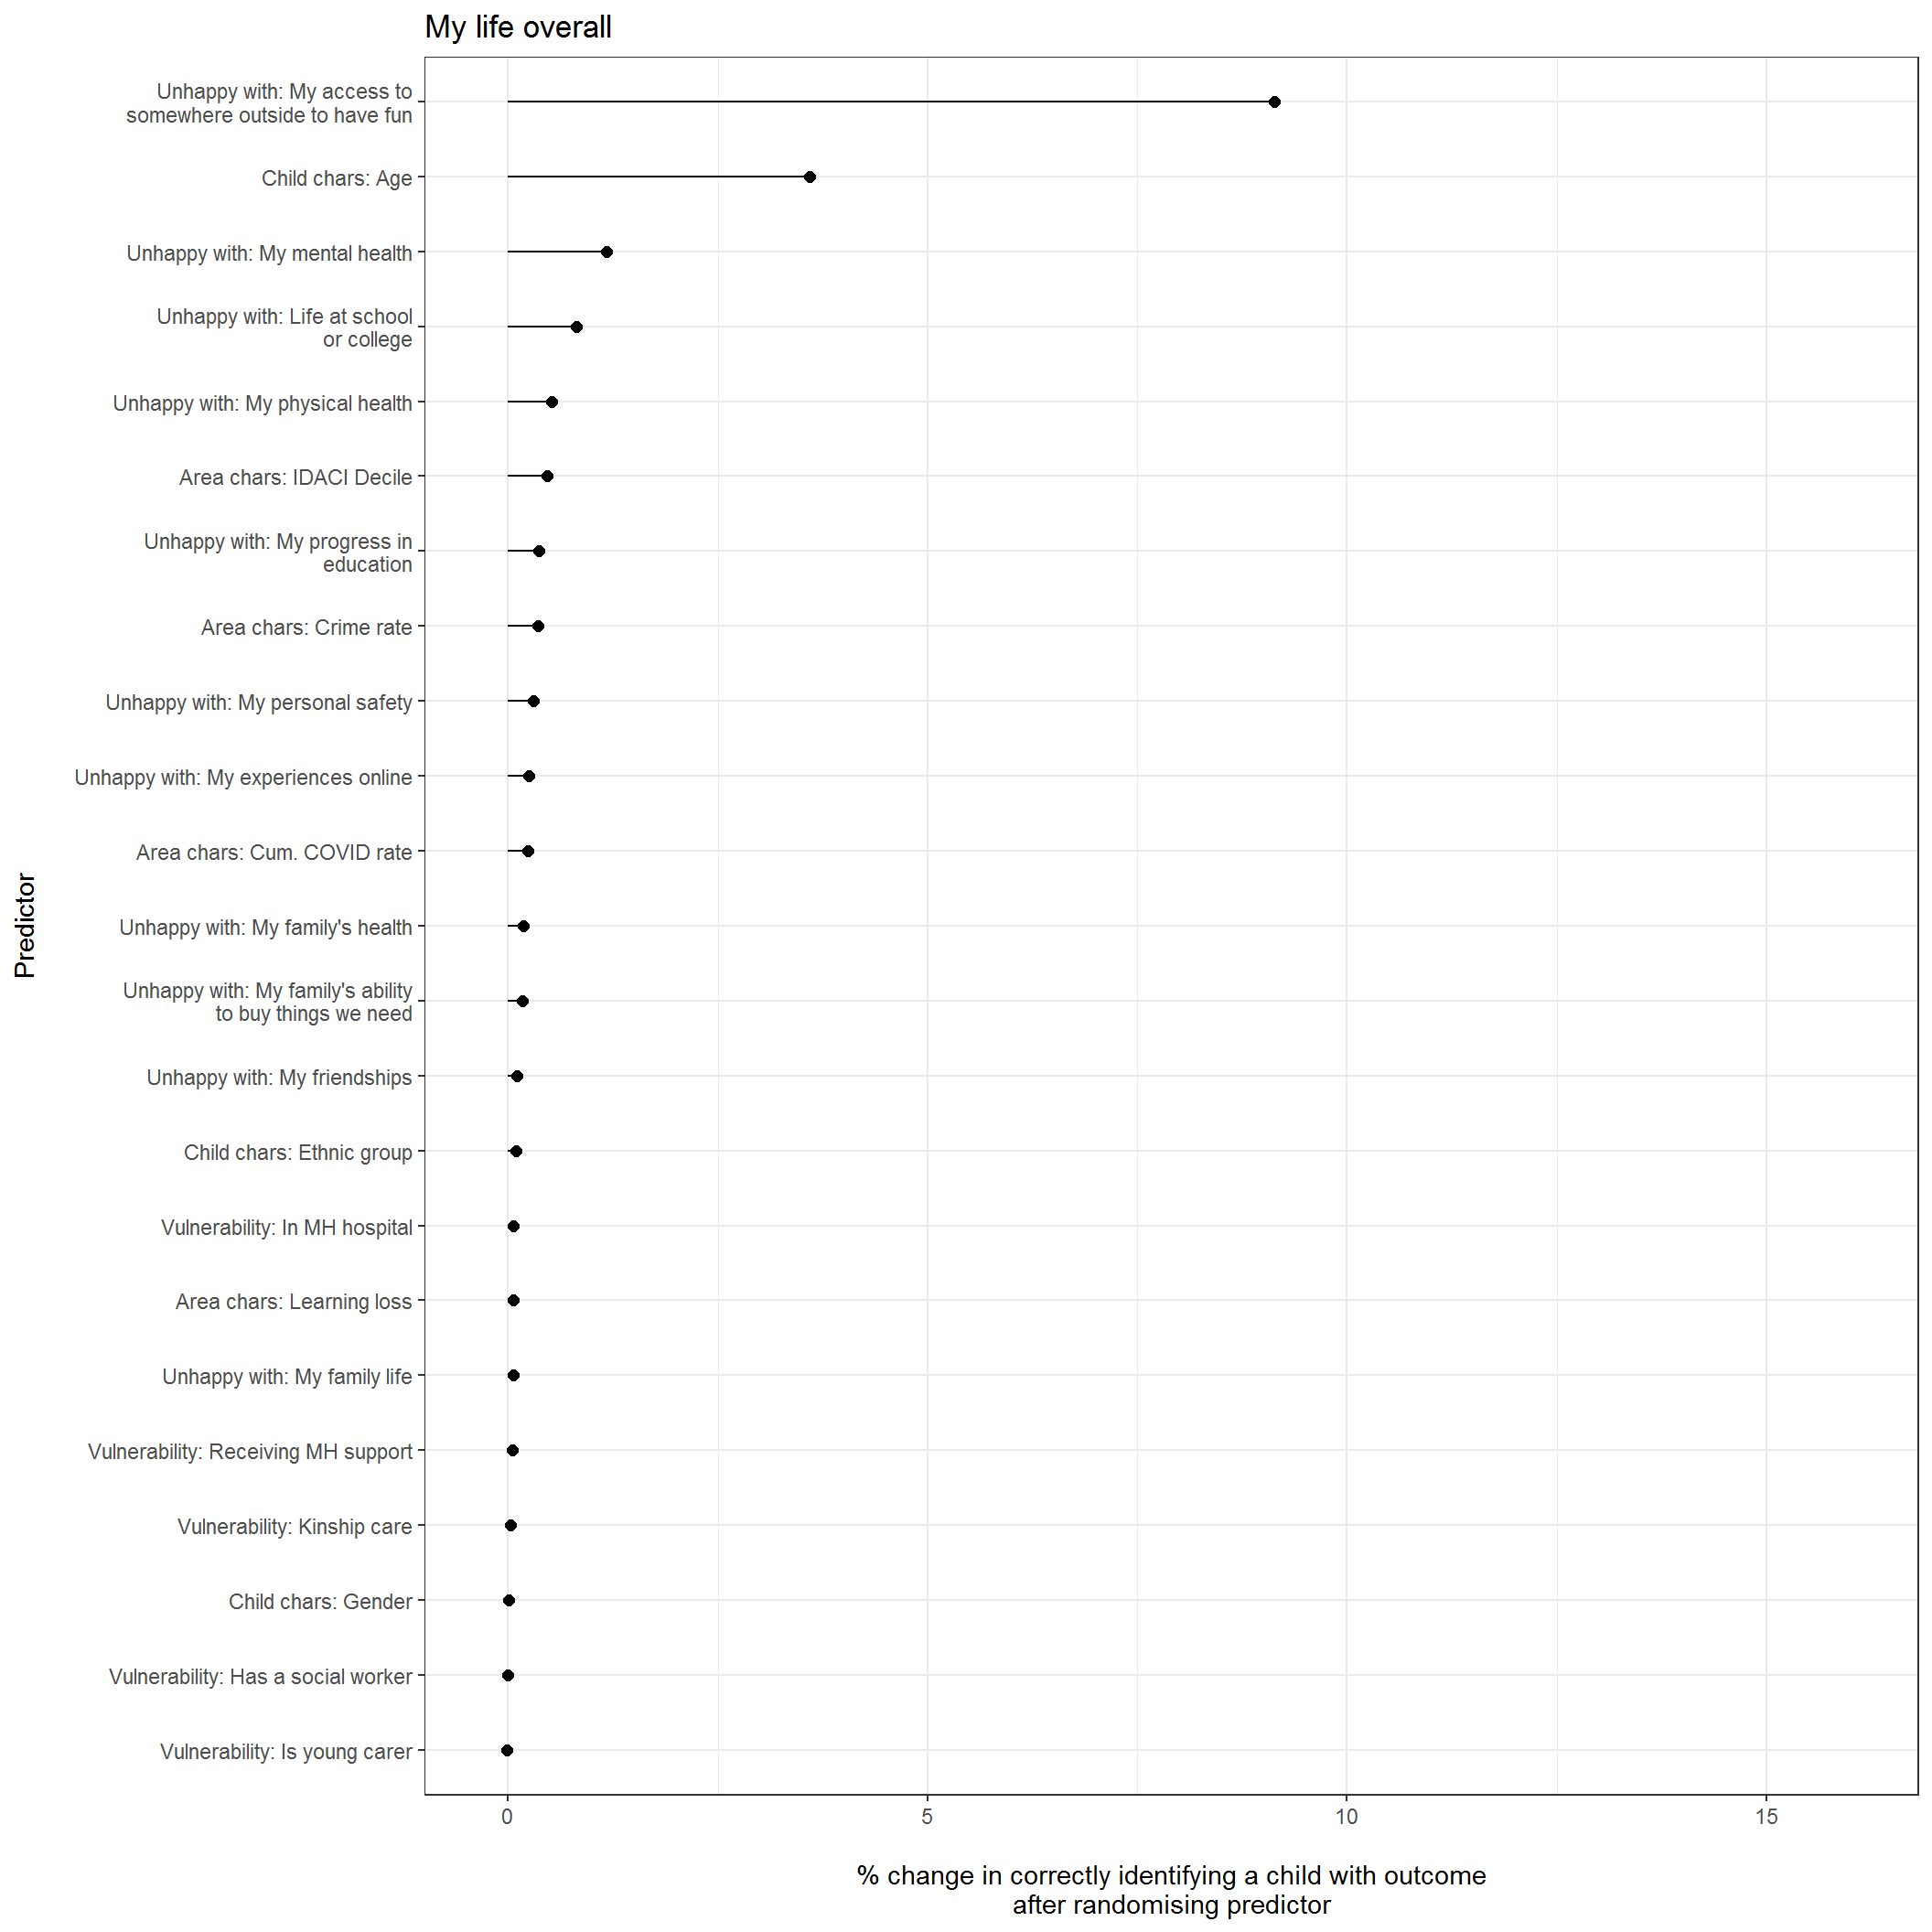 My life overall
Unhappy with: My access to
somewhere outside to have fun
Child chars: Age
Unhappy with: My mental health
Unhappy with: Life at school
or college
Unhappy with: My physical health
Area chars: IDACI Decile
Unhappy with: My progress in
education
Area chars: Crime rate
Unhappy with: My personal safety
Unhappy with: My experiences online
Area chars: Cum. COVID rate
Unhappy with: My family's health
Unhappy with: My family's ability
to buy things we need
Unhappy with: My friendships
Child chars: Ethnic group
Vulnerability: In MH hospital
Area chars: Learning loss
Unhappy with: My family life
Vulnerability: Receiving MH support
Vulnerability: Kinship care
Child chars: Gender
Vulnerability: Has a social worker
Vulnerability: Is young carer
Predictor
0 5 10 15
% change in correctly identifying a child with outcome
after randomising predictor